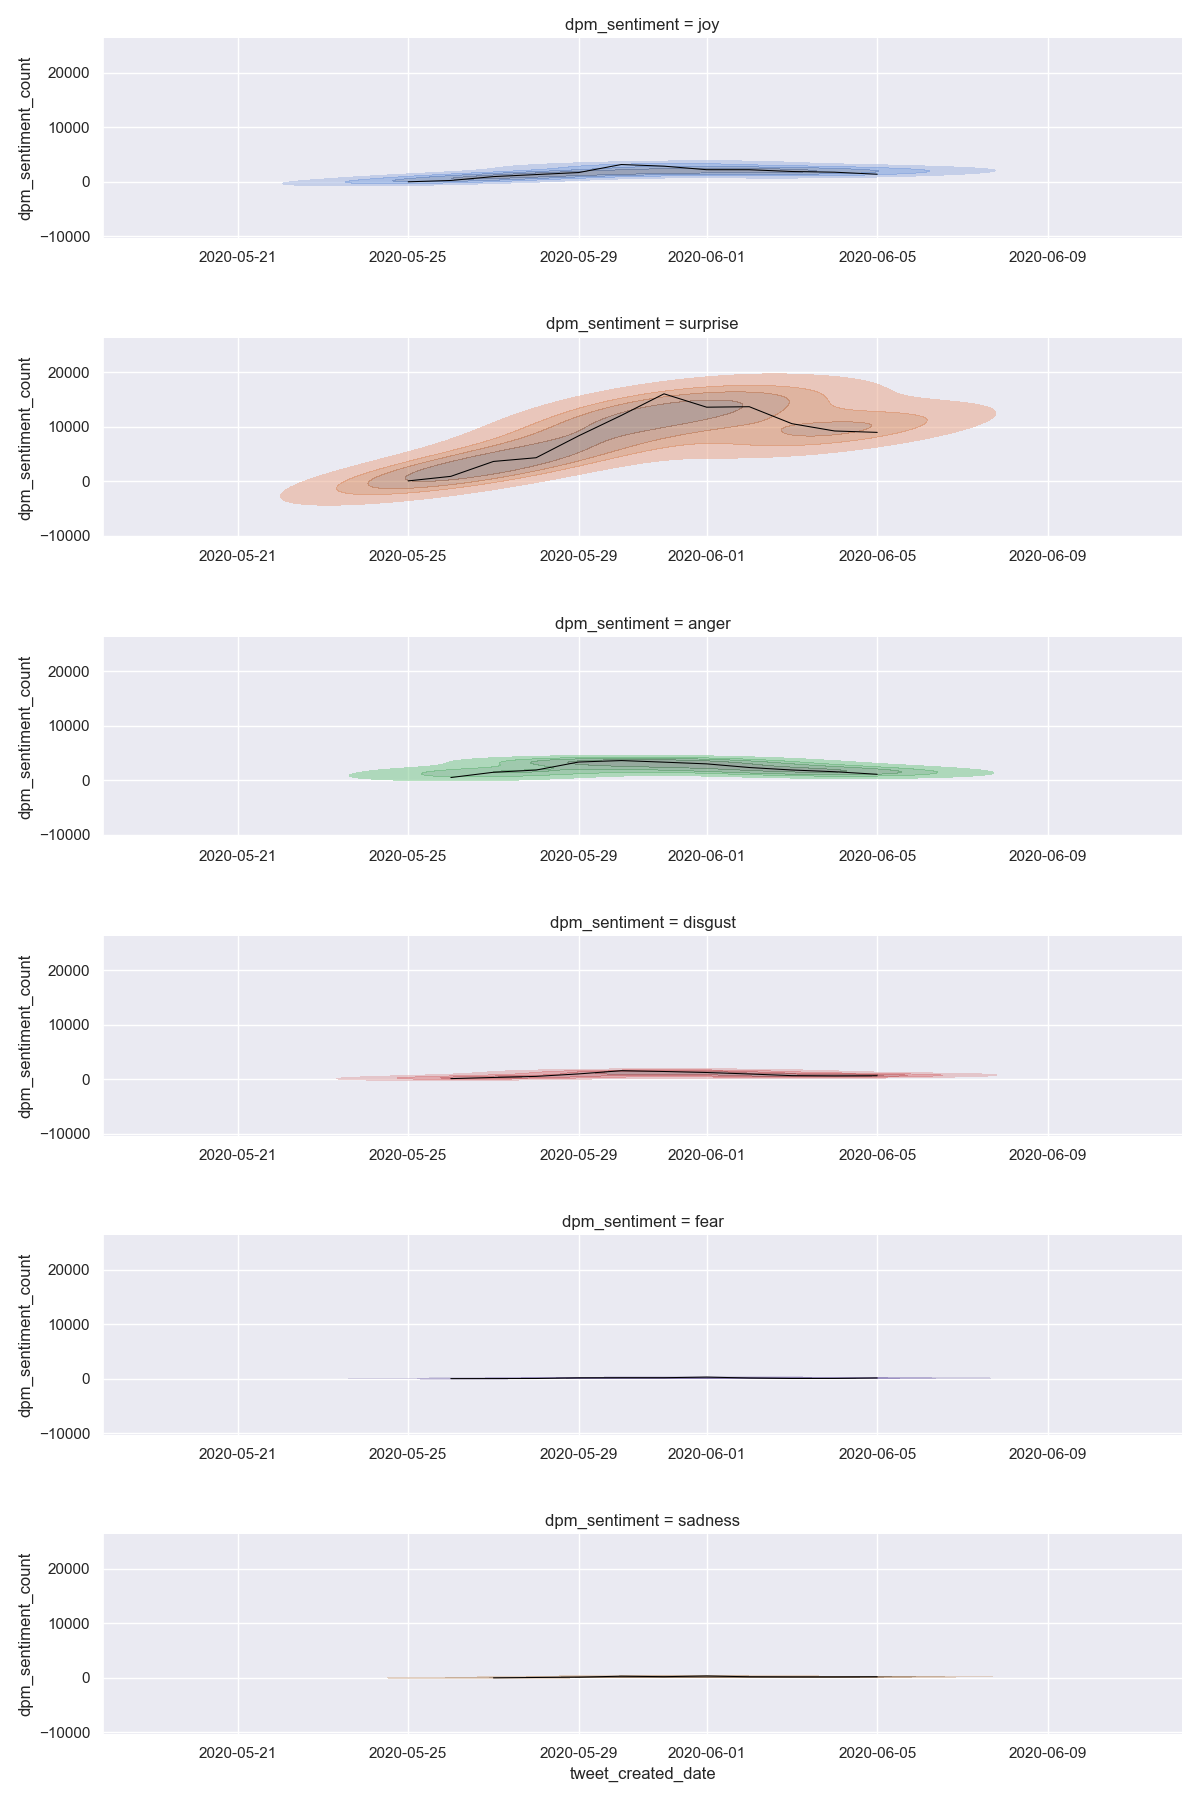 dpm_sentiment = joy
dpm_sentiment_count
20000
10000
0
−10000
2020-05-21 2020-05-25 2020-05-29 2020-06-01 2020-06-05 2020-06-09
dpm_sentiment = surprise
dpm_sentiment_count
20000
10000
0
−10000
2020-05-21 2020-05-25 2020-05-29 2020-06-01 2020-06-05 2020-06-09
dpm_sentiment = anger
dpm_sentiment_count
20000
10000
0
−10000
2020-05-21 2020-05-25 2020-05-29 2020-06-01 2020-06-05 2020-06-09
dpm_sentiment = disgust
dpm_sentiment_count
20000
10000
0
−10000
2020-05-21 2020-05-25 2020-05-29 2020-06-01 2020-06-05 2020-06-09
dpm_sentiment = fear
dpm_sentiment_count
20000
10000
0
−10000
2020-05-21 2020-05-25 2020-05-29 2020-06-01 2020-06-05 2020-06-09
dpm_sentiment = sadness
dpm_sentiment_count
20000
10000
0
−10000
2020-05-21 2020-05-25 2020-05-29 2020-06-01 2020-06-05 2020-06-09
tweet_created_date